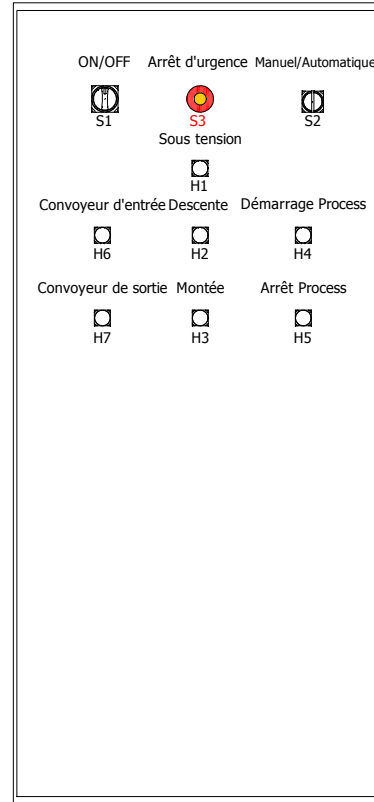 ON/OFF Arrêt d'urgence Manuel/Automatique
S1 S3 S2
Sous tension
H1
Convoyeur d'entrée Descente Démarrage Process
H6 H2 H4
Convoyeur de sortie Montée Arrêt Process
H7 H3 H5